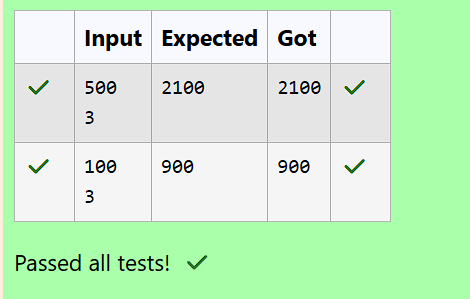 Input Expected Got
500 2100 2100
3
100 900 900
3
Passed all tests!